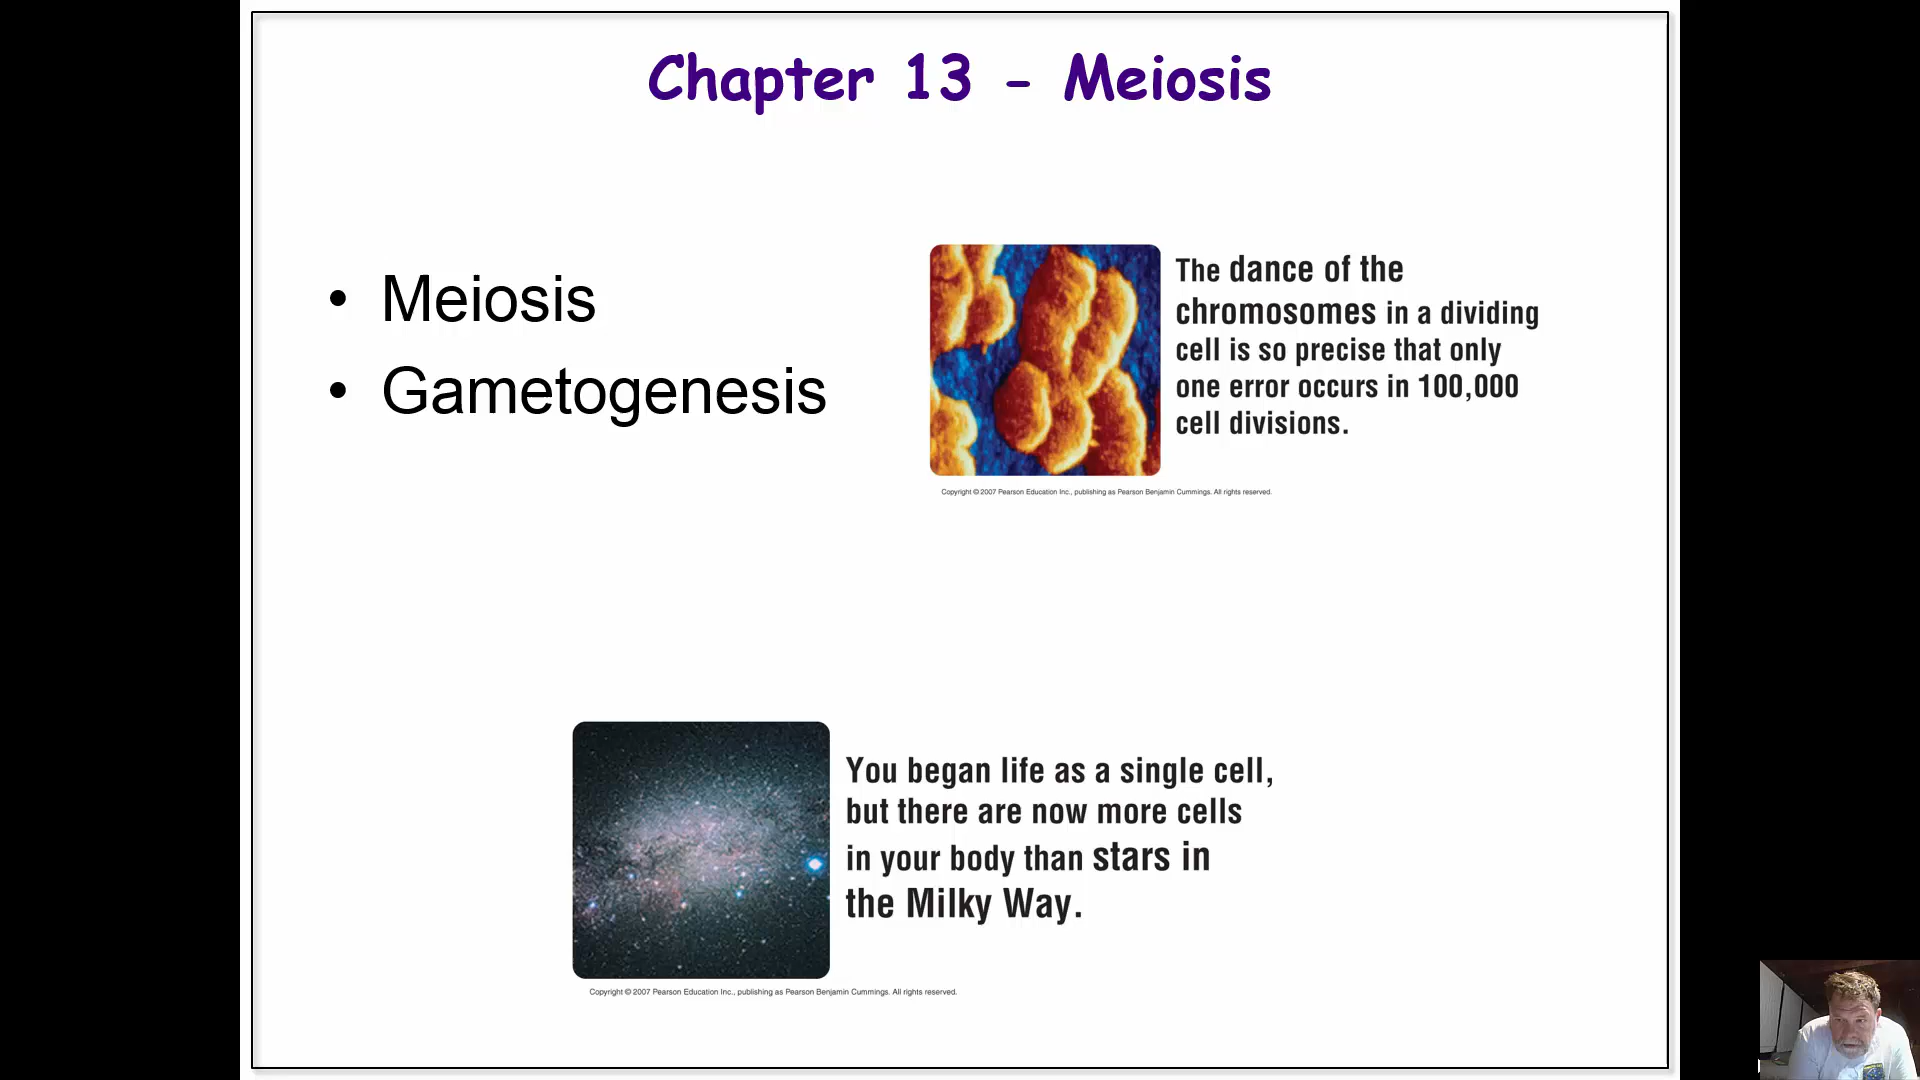 Chapter 13 - Meiosis
• Meiosis
• Gametogenesis
The dance of the
chromosomes in a dividing
cell is so precise that only
one error occurs in 100,000
cell divisions.
Copyright © 2007 Pearson Education Inc., publishing as Pearson Benjamin Cummings. All rights reserved.
You began life as a single cell,
but there are now more cells
in your body than stars in
the Milky Way.
Copyright © 2007 Pearson Education Inc., publishing as Pearson Benjamin Cummings. All rights reserved.